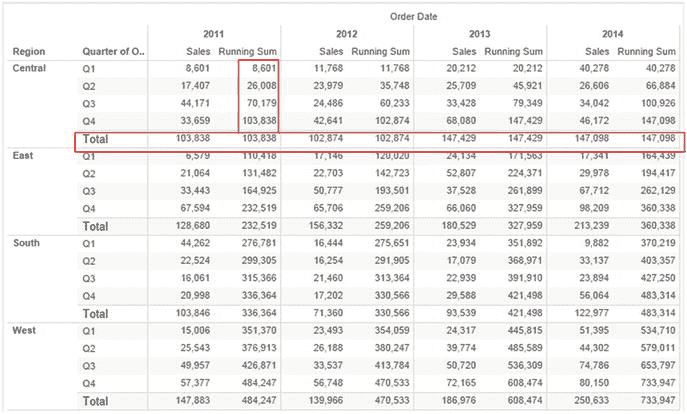 Order Date
2011 2012 2013 2014
Region Quarter of O.. Sales Running Sum Sales Running Sum Sales Running Sum Sales Running Sum
Central Q1 8,601 8,601 11,768 11,768 20,212 20,212 40,278 40,278
Q2 17,407 26,008 23,979 35,748 25,709 45,921 26,606 66,884
Q3 44,171 70,179 24,486 60,233 33,428 79,349 34,042 100,926
Q4 33,659 103,838 42,641 102,874 68,080 147,429 46,172 147,098
Total 103,838 103,838 102,874 102,874 147,429 147,429 147,098 147,098
East Q1 6,579 110,418 17,146 120,020 24,134 171,563 17,341 164,439
Q2 21,064 131,482 22,703 142,723 52,807 224,371 29,978 194,417
Q3 33,443 164,925 50,777 193,501 37,528 261,899 67,712 262,129
Q4 67,594 232,519 65,706 259,206 66,060 327,959 98,209 360,338
Total 128,680 232,519 156,332 259,206 180,529 327,959 213,239 360,338
South Q1 44,262 276,781 16,444 275,651 23,934 351,892 9,882 370,219
Q2 22,524 299,305 16,254 291,905 17,079 368,971 33,137 403,357
Q3 16,061 315,366 21,460 313,364 22,939 391,910 23,894 427,250
Q4 20,998 336,364 17,202 330,566 29,588 421,498 56,064 483,314
Total 103,846 336,364 71,360 330,566 93,539 421,498 122,977 483,314
West Q1 15,006 351,370 23,493 354,059 24,317 445,815 51,395 534,710
Q2 25,543 376,913 26,188 380,247 39,774 485,589 44,302 579,011
Q3 49,957 426,871 33,537 413,784 50,720 536,309 74,786 653,797
Q4 57,377 484,247 56,748 470,533 72,165 608,474 80,150 733,947
Total 147,883 484,247 139,966 470,533 186,976 608,474 250,633 733,947